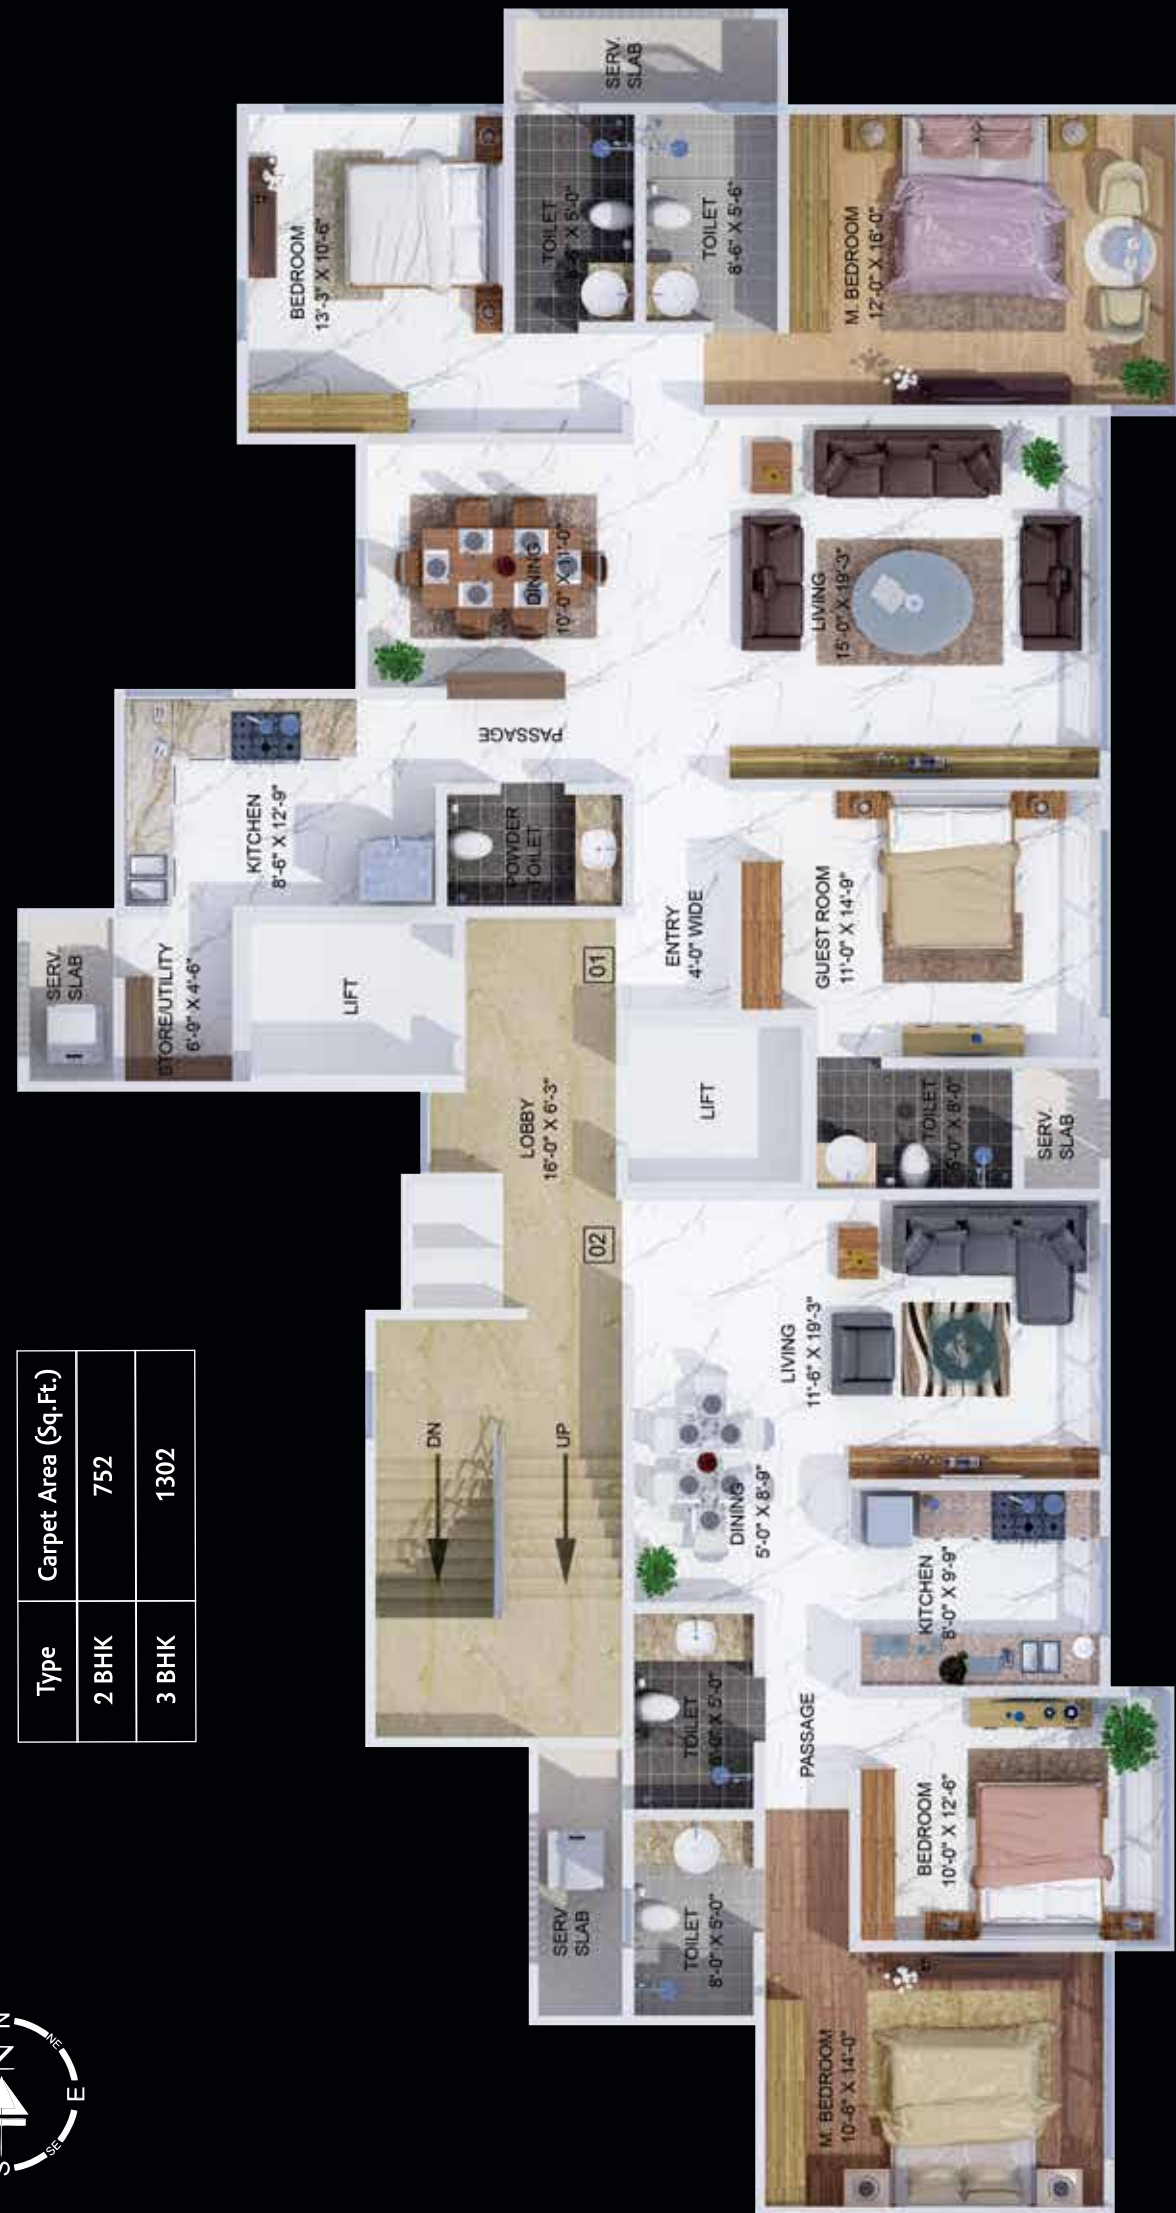 S
SE
E
NE
N
Type Carpet Area (Sq.Ft.)
2 BHK 752
3 BHK 1302
SERV.
SLAB
STORE/UTILITY
6'-9" X 4'-6"
KITCHEN
8'-6" X 12'-9"
BEDROOM
13'-3" X 10'-6"
LIFT
DN
UP
LOBBY
16'-0" X 6'-3"
PASSAGE
POWDER
TOILET
DINING
10'-0" X 11'-0"
TOILET
SERV.
SLAB
SERV.
SLAB
02
01
TOILET
8'-0" X 5'-0"
TOILET
DINING
5'-0" X 8'-9"
LIFT
ENTRY
4'-0" WIDE
TOILET
8'-6" X 5'-6"
PASSAGE
LIVING
11'-6" X 19'-3"
GUEST ROOM
11'-0" X 14'-9"
LIVING
15'-0" X 19'-3"
M. BEDROOM
12'-0" X 16'-0"
M. BEDROOM
10'-6" X 14'-0"
BEDROOM
10'-0" X 12'-6"
KITCHEN
8'-0" X 9'-9"
TOILET
SERV.
SLAB